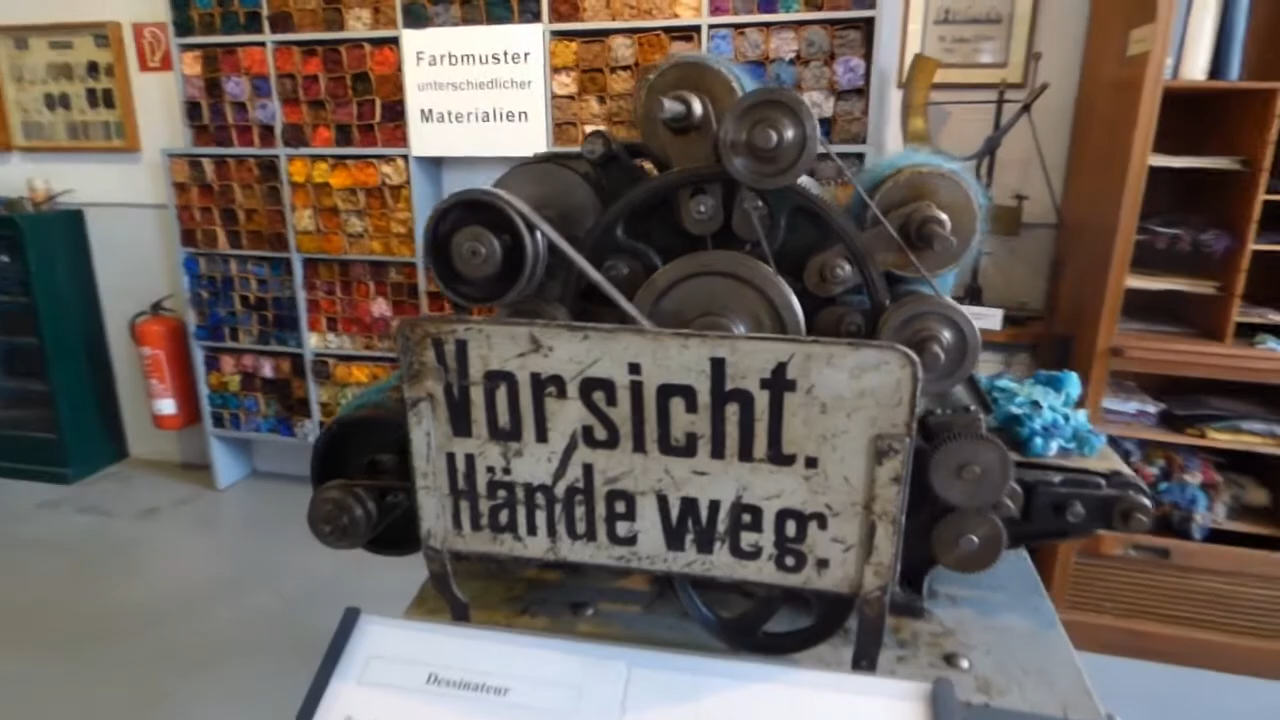 Farbmuster
unterschiedlicher
Materialien
Vorsicht.
Hände weg.
Dessinateur